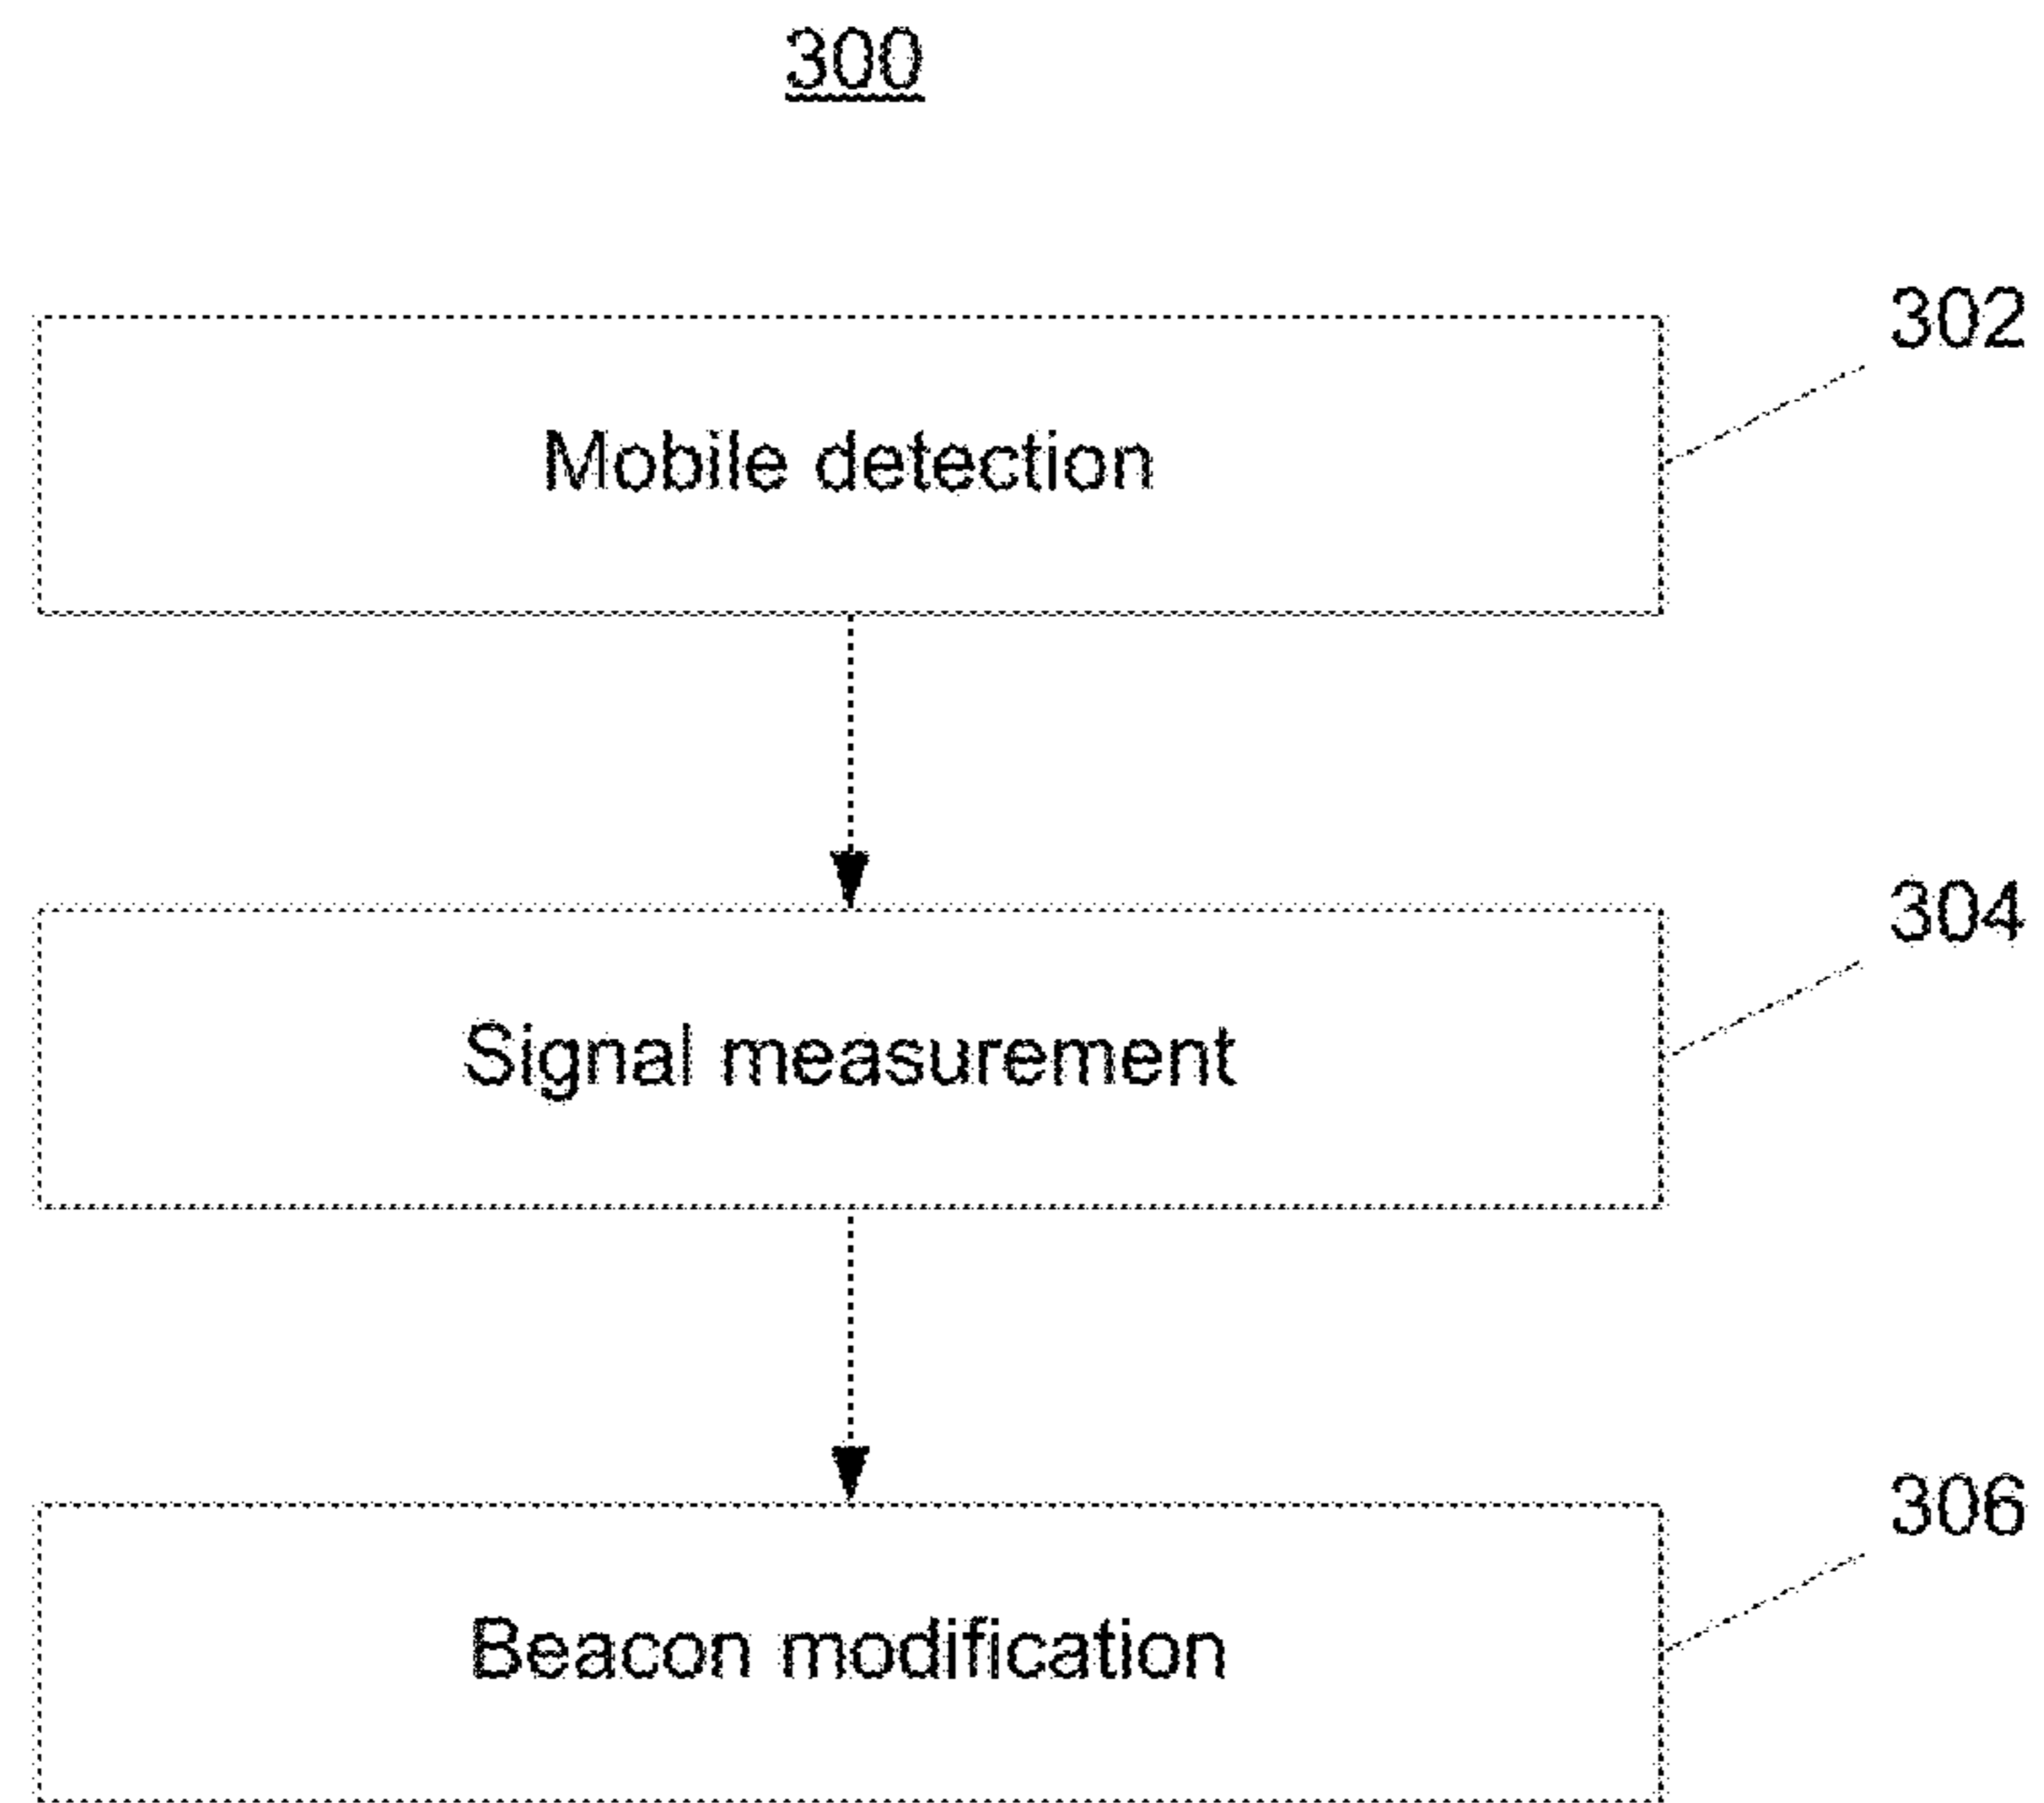 300
302
Mobile detection
304
Signal measurement
306
Beacon modification